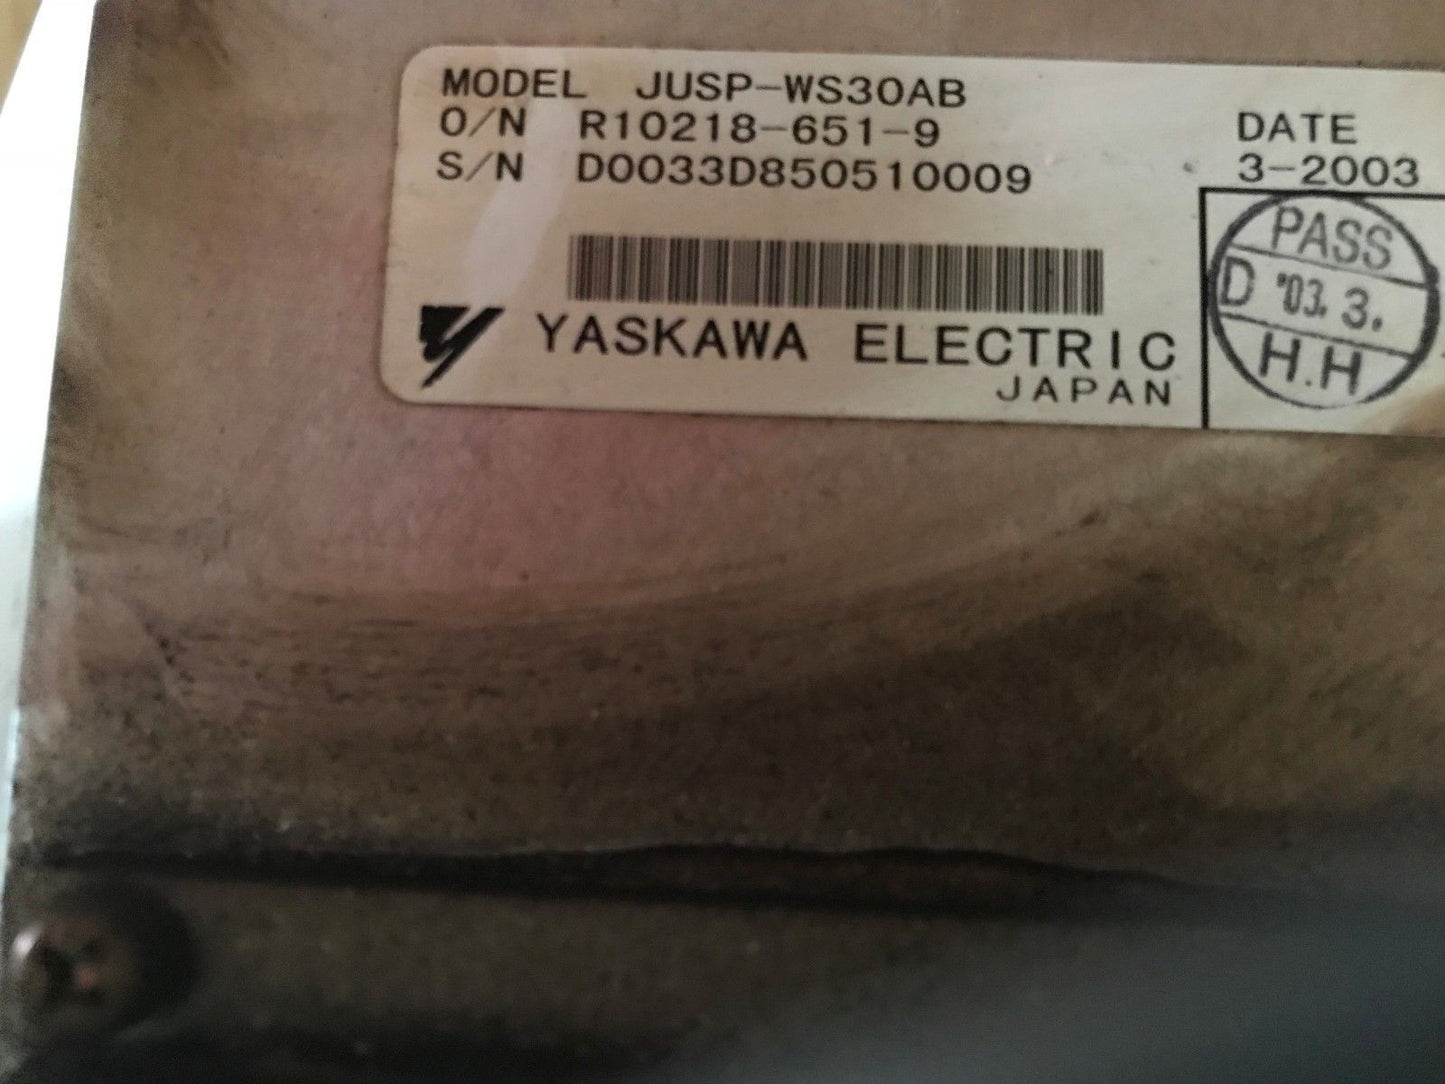 MODEL JUSP-WS30AB
O/N R10218-651-9
S/N D0033D850510009
DATE
3-2003
PASS
D '03. 3.
H.H
YASKAWA ELECTRIC
JAPAN